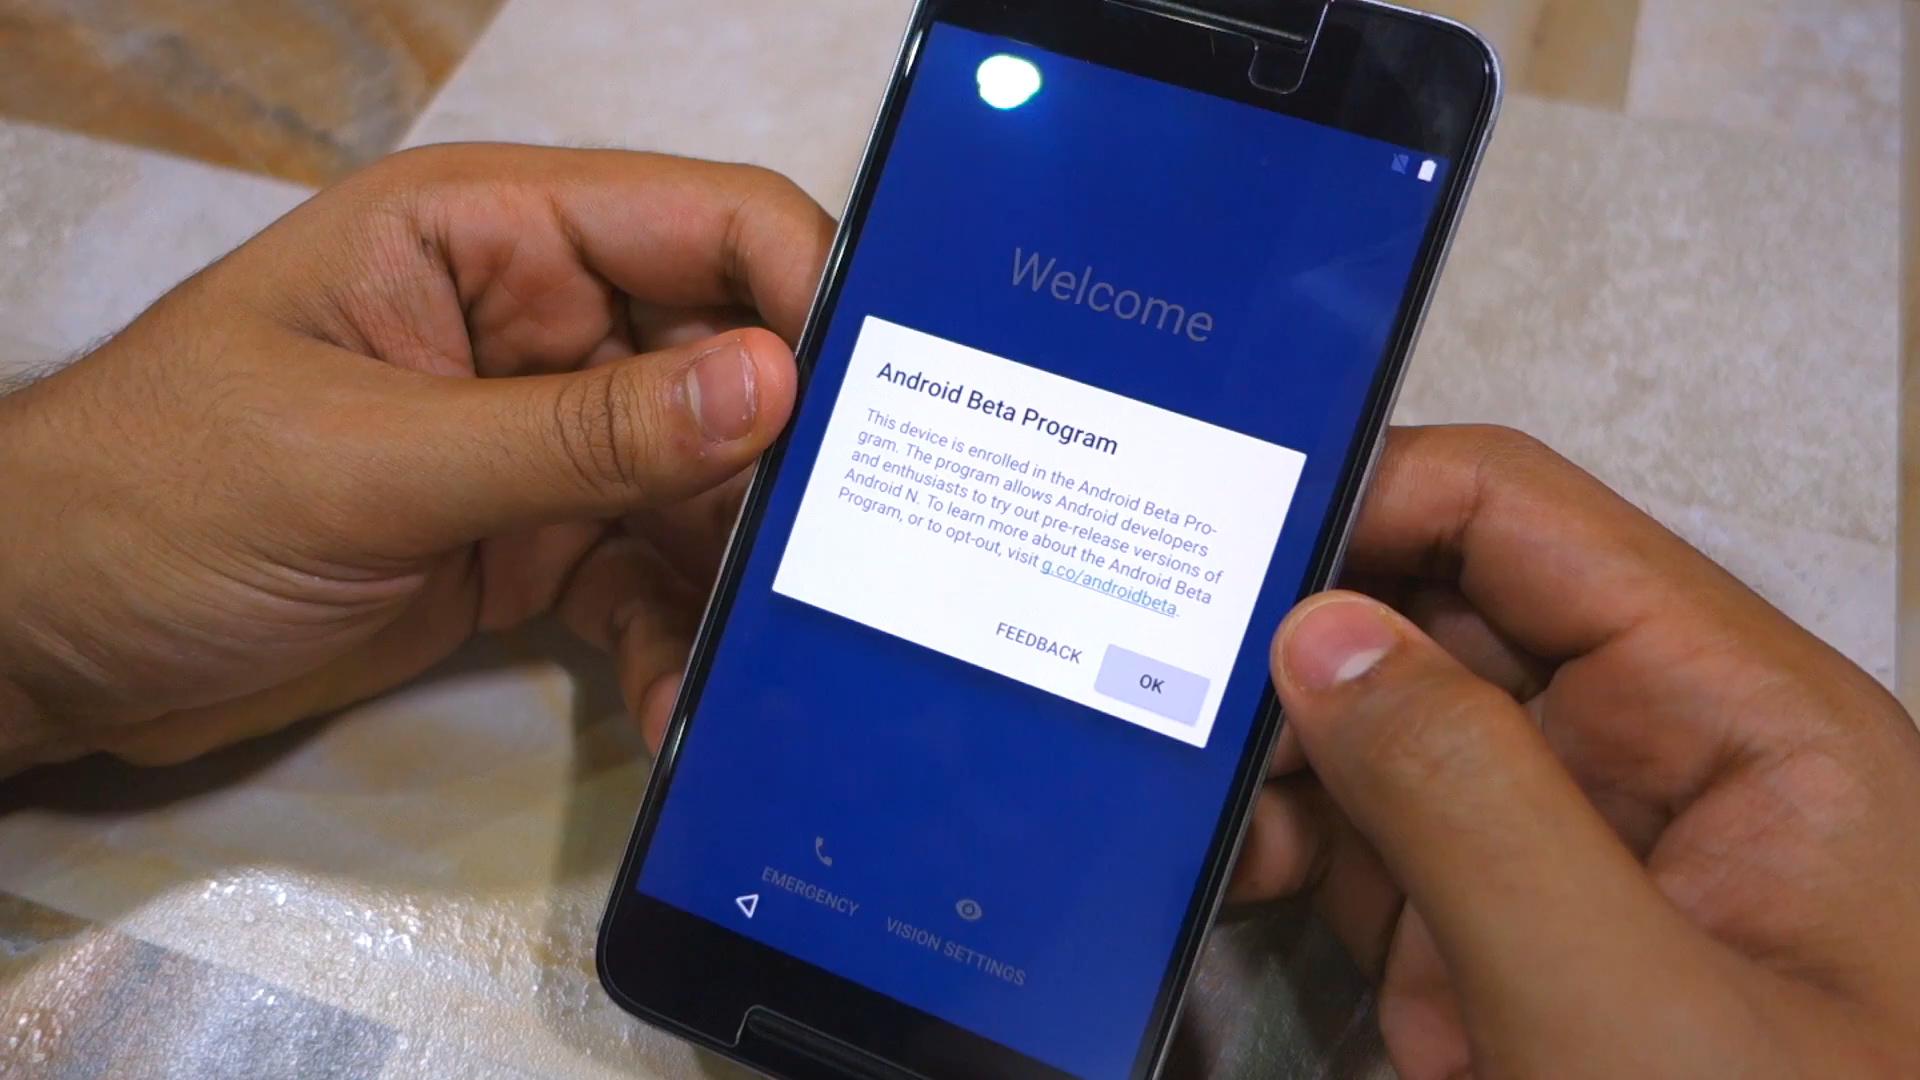 Welcome
Android Beta Program
This device is enrolled in the Android Beta Pro-
gram. The program allows Android developers
and enthusiasts to try out pre-release versions of
Android N. To learn more about the Android Beta
Program, or to opt-out, visit g.co/androidbeta.
FEEDBACK
OK
EMERGENCY
VISION SETTINGS